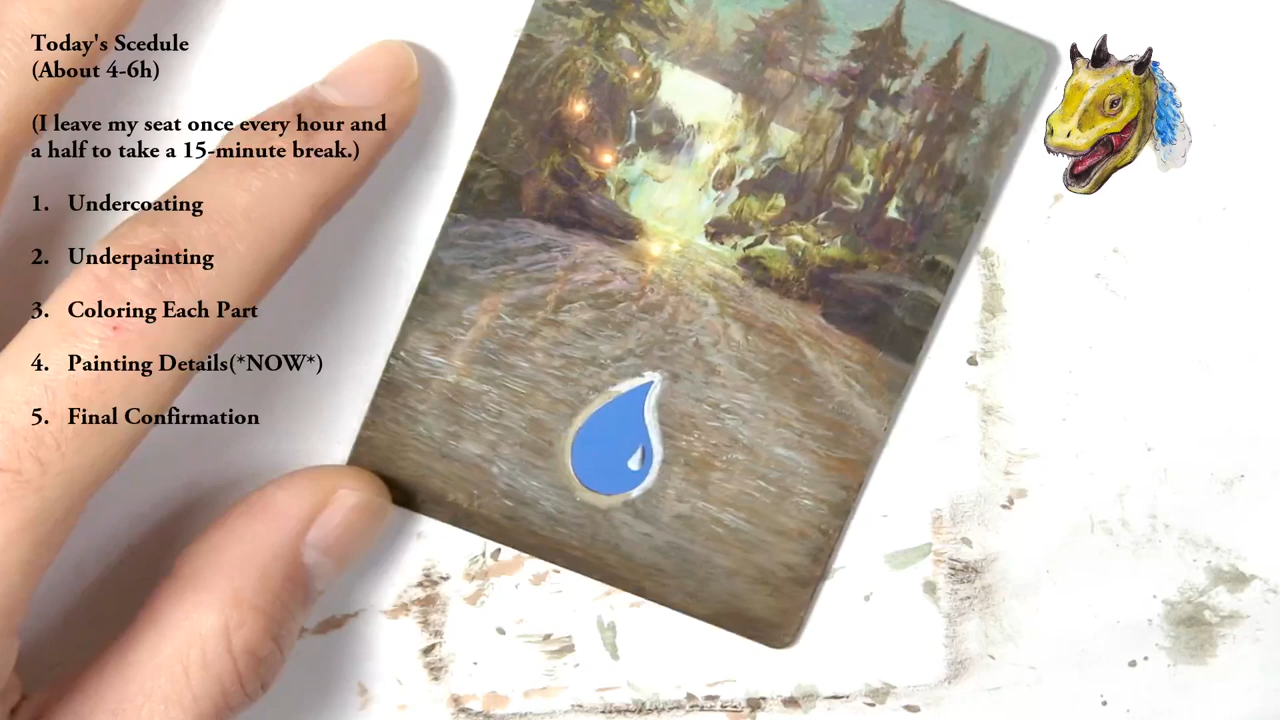 Today's Scedule
(About 4-6h)
(I leave my seat once every hour and
a half to take a 15-minute break.)
1. Undercoating
2. Underpainting
3. Coloring Each Part
4. Painting Details(*NOW*)
5. Final Confirmation